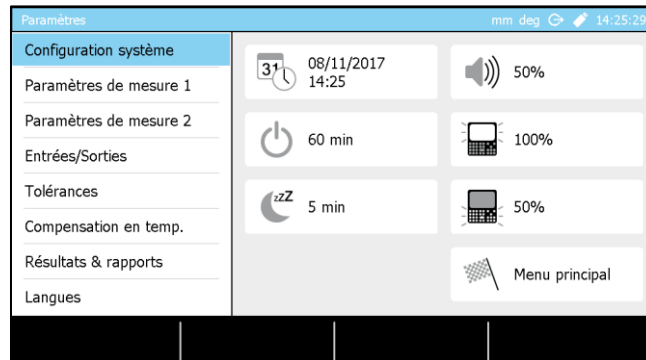 Paramètres
mm deg 14:25:29
Configuration système
Paramètres de mesure 1
Paramètres de mesure 2
Entrées/Sorties
Tolérances
Compensation en temp.
Résultats & rapports
Langues
31
08/11/2017
14:25
50%
60 min
100%
zzZ
5 min
50%
Menu principal